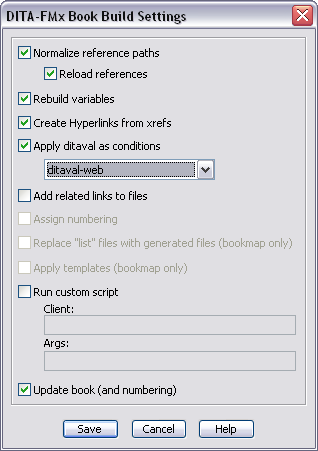 DITA-FMx Book Build Settings
Normalize reference paths
Reload references
Rebuild variables
Create Hyperlinks from xrefs
Apply ditaval as conditions
ditaval-web
Add related links to files
Assign numbering
Replace "list" files with generated files (bookmap only)
Apply templates (bookmap only)
Run custom script
Client:
Args:
Update book (and numbering)
Save Cancel Help